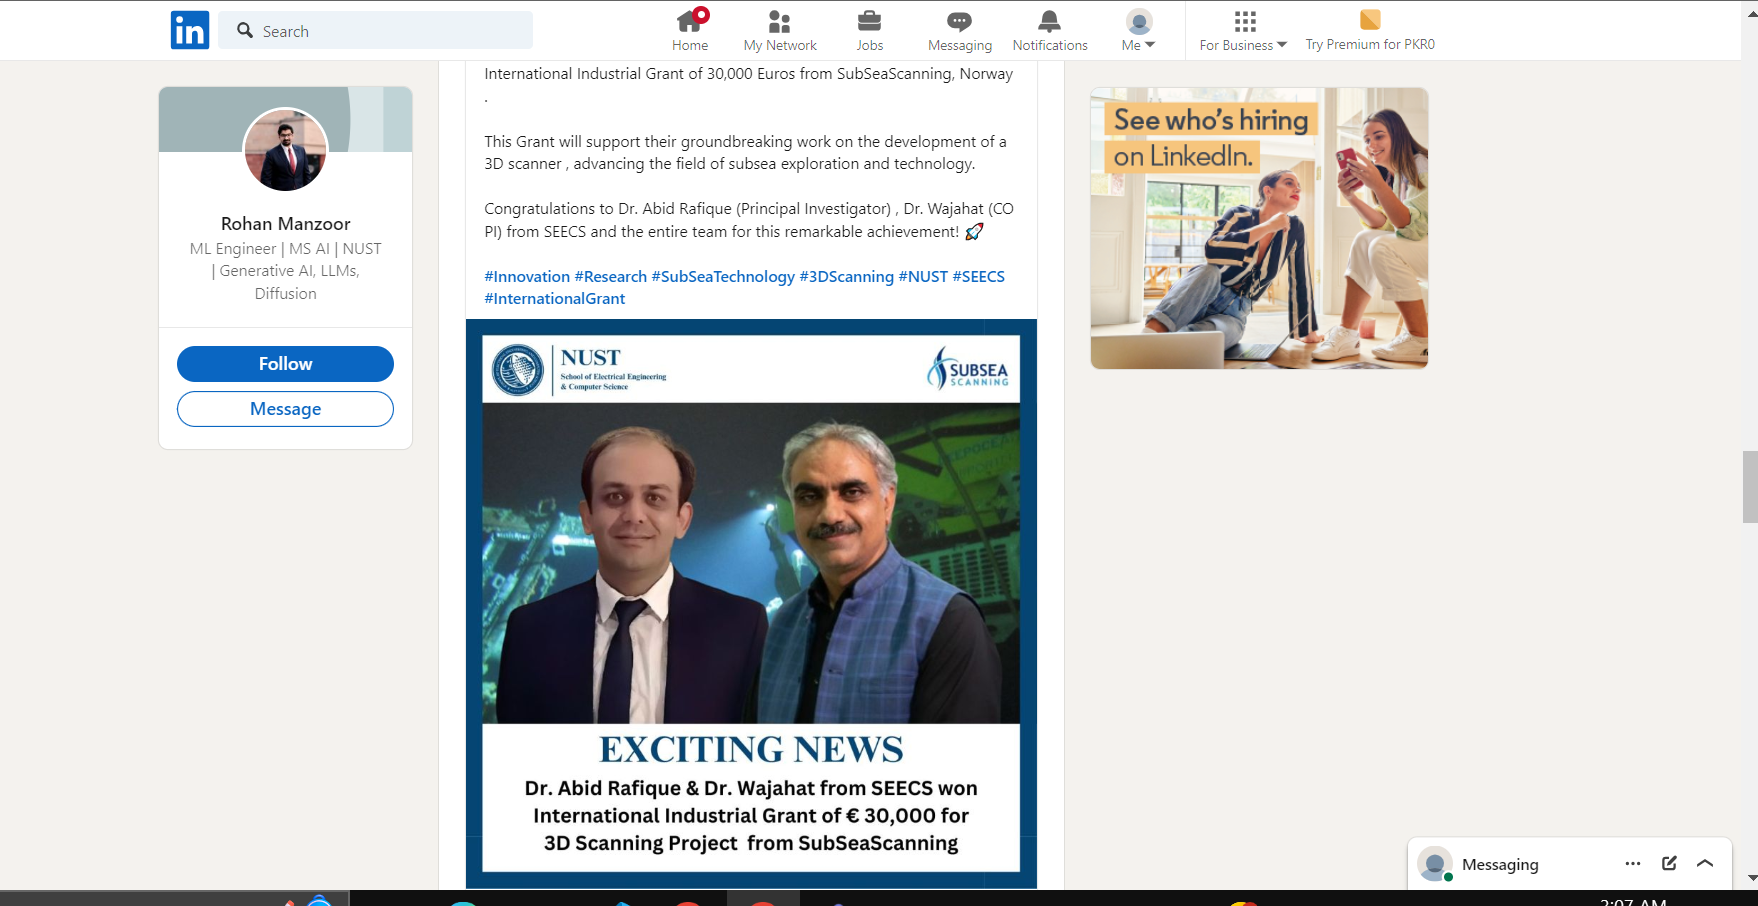 in
Search
Home
My Network
Jobs
Messaging
Notifications
Me
For Business
Try Premium for PKR0
International Industrial Grant of 30,000 Euros from SubSeaScanning, Norway
.
This Grant will support their groundbreaking work on the development of a
3D scanner , advancing the field of subsea exploration and technology.
Congratulations to Dr. Abid Rafique (Principal Investigator) , Dr. Wajahat (CO
PI) from SEECS and the entire team for this remarkable achievement! 🚀
#Innovation #Research #SubSeaTechnology #3DScanning #NUST #SEECS
#InternationalGrant
Rohan Manzoor
ML Engineer | MS AI | NUST
| Generative AI, LLMs,
Diffusion
Follow
Message
See who's hiring
on LinkedIn.
NUST
School of Electrical Engineering
& Computer Science
SUBSEA
SCANNING
EXCITING NEWS
Dr. Abid Rafique & Dr. Wajahat from SEECS won
International Industrial Grant of € 30,000 for
3D Scanning Project from SubSeaScanning
Messaging
2:07 AM